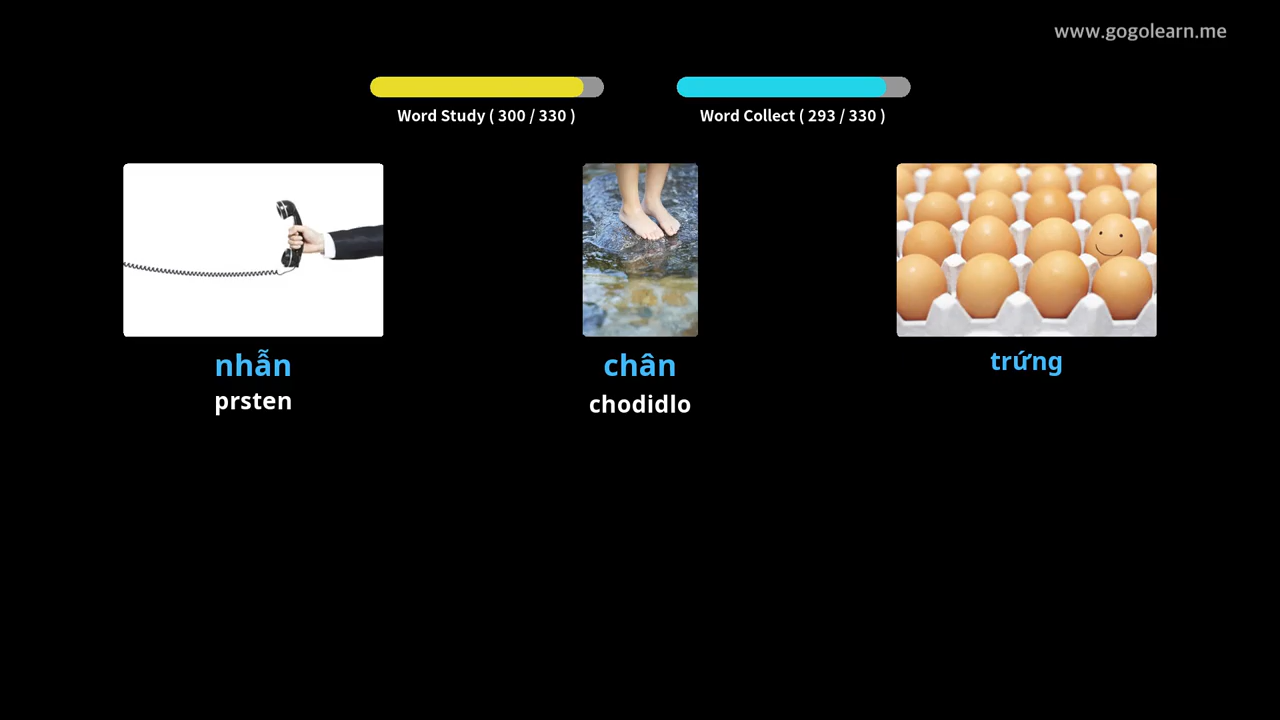 www.gogolearn.me
Word Study ( 300 / 330 )
Word Collect ( 293 / 330 )
nhẫn
prsten
chân
chodidlo
trứng